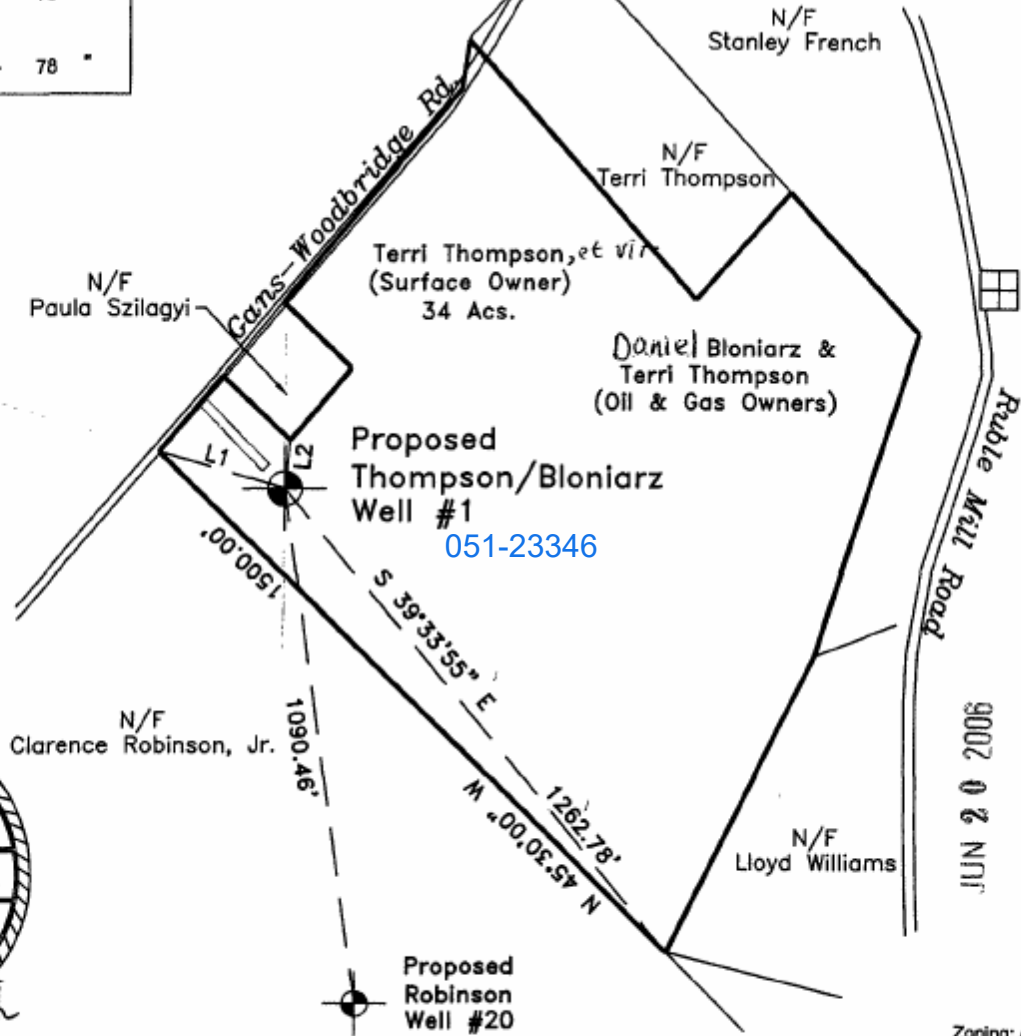 78 "
N/F
Stanley French
Gans-Woodbridge Rd.
N/F
Terri Thompson
Terri Thompson, et vir
(Surface Owner)
34 Acs.
N/F
Paula Szilagyi
Daniel Bloniarz &
Terri Thompson
(Oil & Gas Owners)
Ruble Mill Road
L1
L2
Proposed
Thompson/Bloniarz
Well #1
051-23346
1500.00'
S 39°33'55" E
1262.78'
N 45°30'00" W
1090.46'
N/F
Clarence Robinson, Jr.
JUN 20 2006
N/F
Lloyd Williams
Proposed
Robinson
Well #20
Zoning: